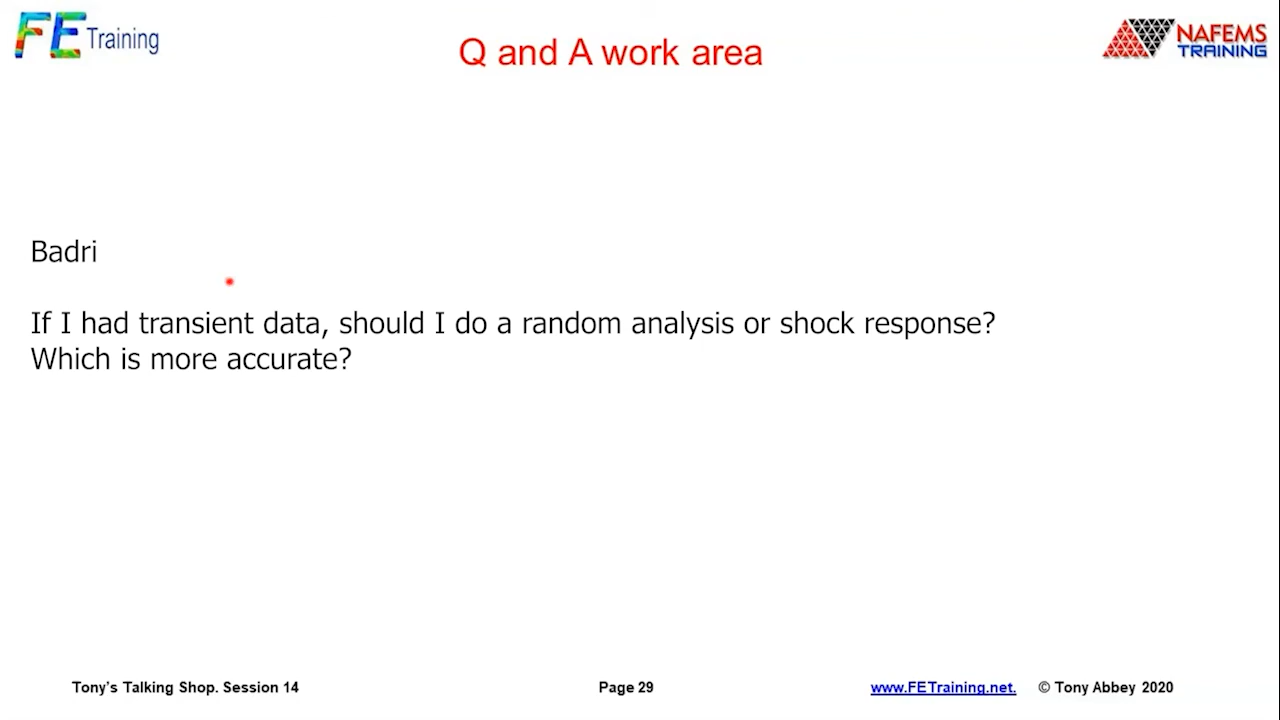 FE Training
Q and A work area
NAFEMS
TRAINING
Badri
If I had transient data, should I do a random analysis or shock response?
Which is more accurate?
Tony's Talking Shop. Session 14
Page 29
www.FETraining.net.
© Tony Abbey 2020